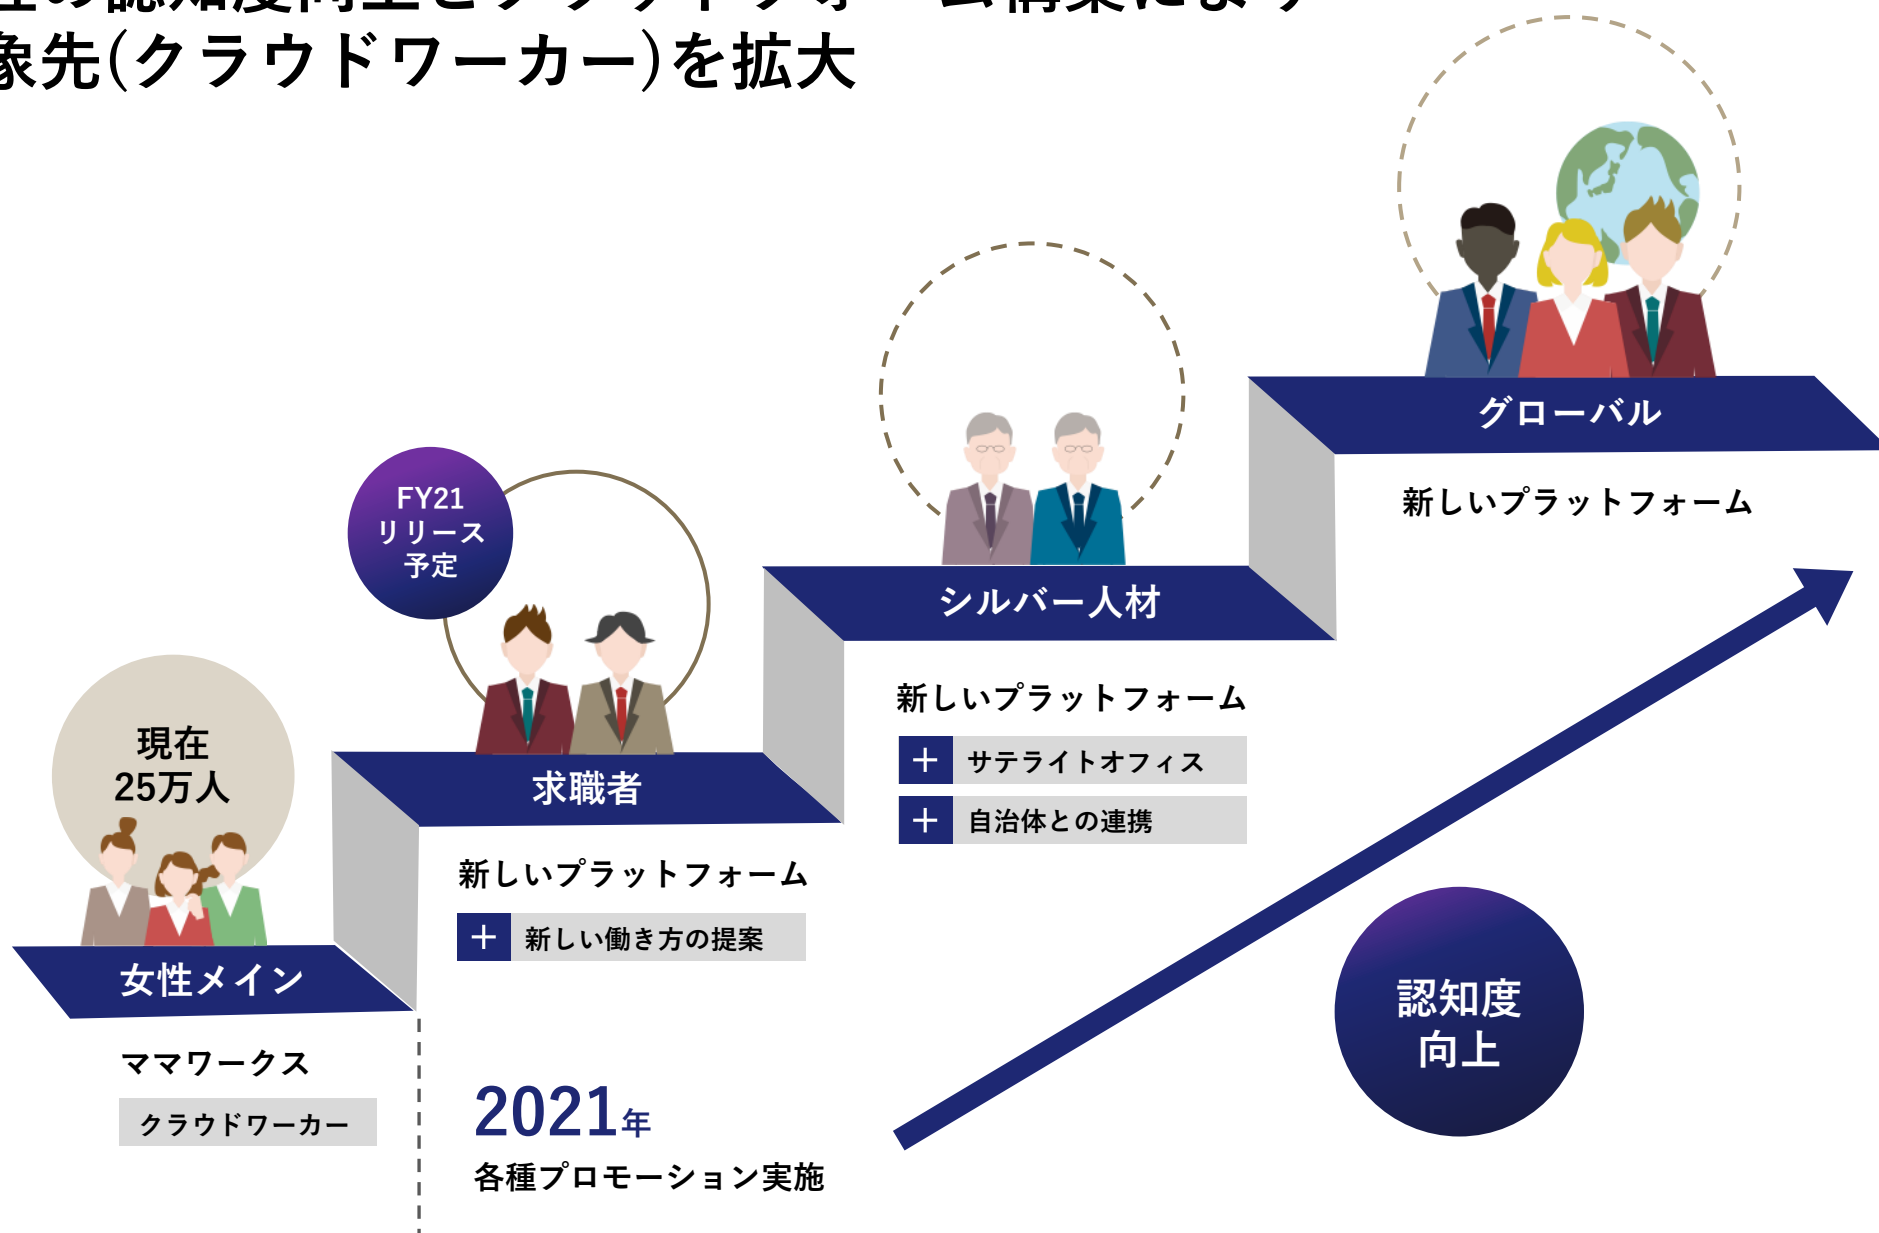 象先(クラウドワーカー)を拡大
グローバル
新しいプラットフォーム
シルバー人材
新しいプラットフォーム
+ サテライトオフィス
+ 自治体との連携
FY21
リリース
予定
求職者
新しいプラットフォーム
+ 新しい働き方の提案
現在
25万人
女性メイン
ママワークス
クラウドワーカー
2021年
各種プロモーション実施
認知度
向上